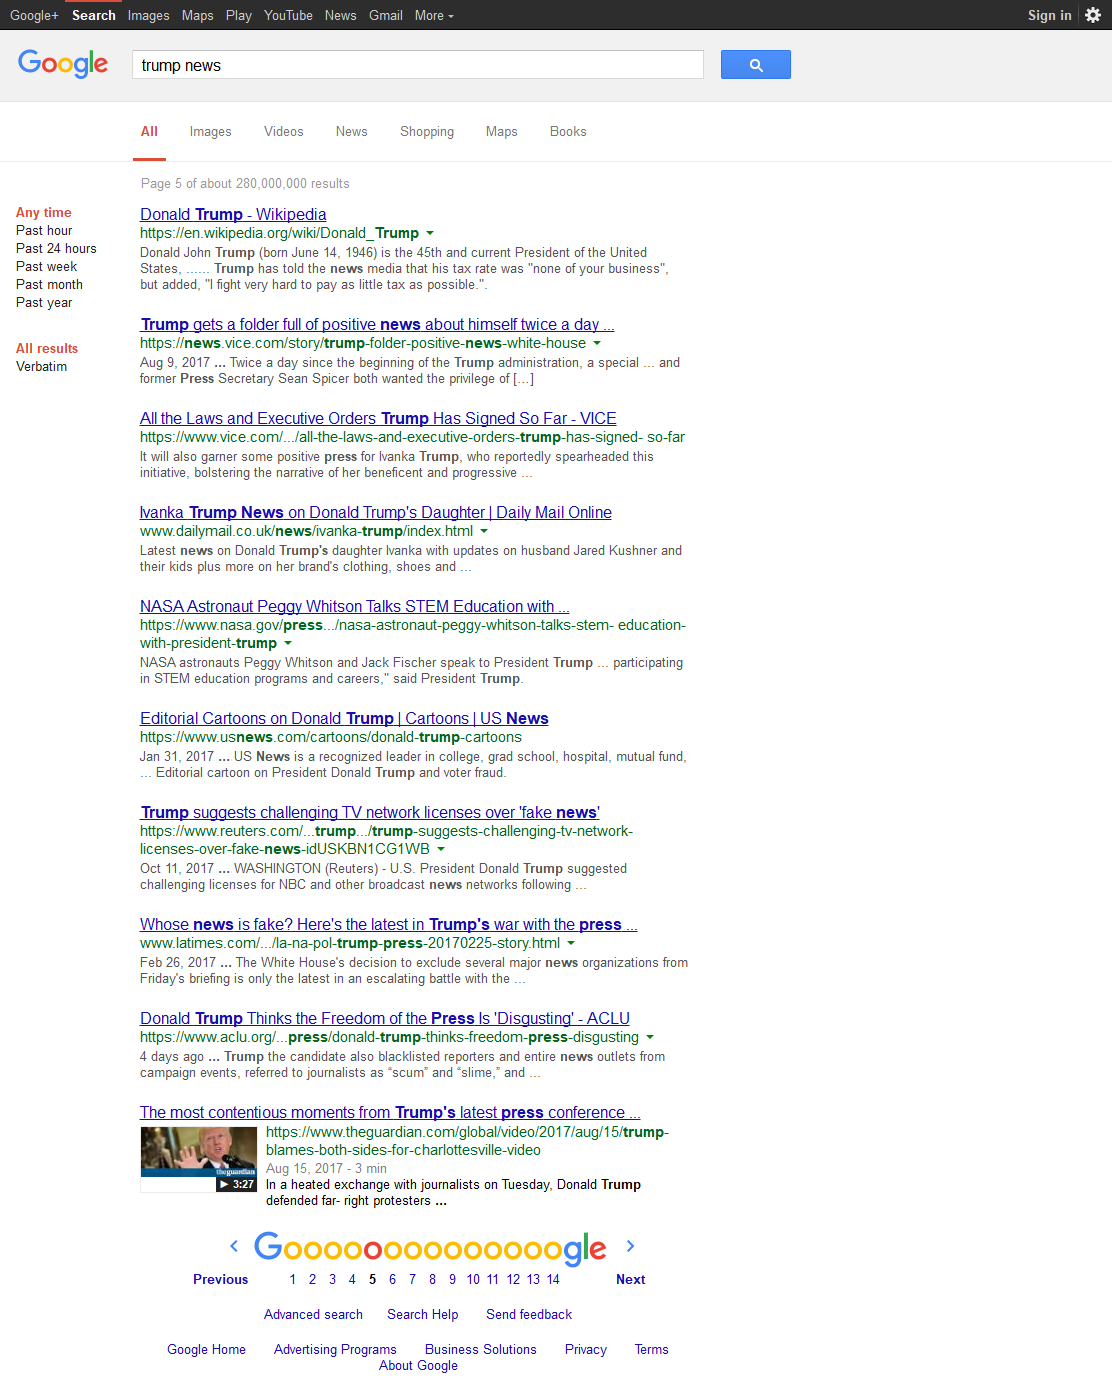 Google+ Search Images Maps Play YouTube News Gmail More Sign in
Google trump news
All Images Videos News Shopping Maps Books
Page 5 of about 280,000,000 results
Any time
Past hour
Past 24 hours
Past week
Past month
Past year
All results
Verbatim
Donald Trump - Wikipedia
https://en.wikipedia.org/wiki/Donald_Trump
Donald John Trump (born June 14, 1946) is the 45th and current President of the United
States, ...... Trump has told the news media that his tax rate was "none of your business",
but added, "I fight very hard to pay as little tax as possible.".
Trump gets a folder full of positive news about himself twice a day ...
https://news.vice.com/story/trump-folder-positive-news-white-house
Aug 9, 2017 ... Twice a day since the beginning of the Trump administration, a special ... and
former Press Secretary Sean Spicer both wanted the privilege of [...]
All the Laws and Executive Orders Trump Has Signed So Far - VICE
https://www.vice.com/.../all-the-laws-and-executive-orders-trump-has-signed- so-far
It will also garner some positive press for Ivanka Trump, who reportedly spearheaded this
initiative, bolstering the narrative of her beneficent and progressive ...
Ivanka Trump News on Donald Trump's Daughter | Daily Mail Online
www.dailymail.co.uk/news/ivanka-trump/index.html
Latest news on Donald Trump's daughter Ivanka with updates on husband Jared Kushner and
their kids plus more on her brand's clothing, shoes and ...
NASA Astronaut Peggy Whitson Talks STEM Education with ...
https://www.nasa.gov/press.../nasa-astronaut-peggy-whitson-talks-stem- education-
with-president-trump
NASA astronauts Peggy Whitson and Jack Fischer speak to President Trump ... participating
in STEM education programs and careers," said President Trump.
Editorial Cartoons on Donald Trump | Cartoons | US News
https://www.usnews.com/cartoons/donald-trump-cartoons
Jan 31, 2017 ... US News is a recognized leader in college, grad school, hospital, mutual fund,
... Editorial cartoon on President Donald Trump and voter fraud.
Trump suggests challenging TV network licenses over 'fake news'
https://www.reuters.com/...trump.../trump-suggests-challenging-tv-network-
licenses-over-fake-news-idUSKBN1CG1WB
Oct 11, 2017 ... WASHINGTON (Reuters) - U.S. President Donald Trump suggested
challenging licenses for NBC and other broadcast news networks following ...
Whose news is fake? Here's the latest in Trump's war with the press ...
www.latimes.com/.../la-na-pol-trump-press-20170225-story.html
Feb 26, 2017 ... The White House's decision to exclude several major news organizations from
Friday's briefing is only the latest in an escalating battle with the ...
Donald Trump Thinks the Freedom of the Press Is 'Disgusting' - ACLU
https://www.aclu.org/...press/donald-trump-thinks-freedom-press-disgusting
4 days ago ... Trump the candidate also blacklisted reporters and entire news outlets from
campaign events, referred to journalists as “scum” and “slime,” and ...
The most contentious moments from Trump's latest press conference ...
theguardian
3:27
https://www.theguardian.com/global/video/2017/aug/15/trump-
blames-both-sides-for-charlottesville-video
Aug 15, 2017 - 3 min
In a heated exchange with journalists on Tuesday, Donald Trump
defended far- right protesters ...
Goooooooooooooogle
Previous 1 2 3 4 5 6 7 8 9 10 11 12 13 14 Next
Advanced search Search Help Send feedback
Google Home Advertising Programs Business Solutions Privacy Terms
About Google